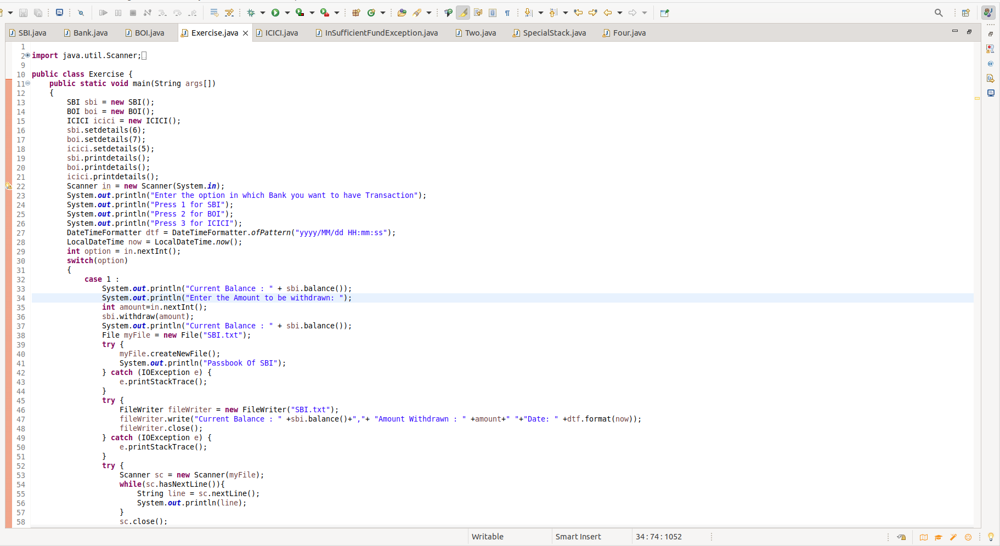 SBI.java Bank.java BOI.java Exercise.java ICICI.java InSufficientFundException.java Two.java SpecialStack.java Four.java
1
2 import java.util.Scanner;
9
10 public class Exercise {
11 public static void main(String args[])
12 {
13 SBI sbi = new SBI();
14 BOI boi = new BOI();
15 ICICI icici = new ICICI();
16 sbi.setdetails(6);
17 boi.setdetails(7);
18 icici.setdetails(5);
19 sbi.printdetails();
20 boi.printdetails();
21 icici.printdetails();
22 Scanner in = new Scanner(System.in);
23 System.out.println("Enter the option in which Bank you want to have Transaction");
24 System.out.println("Press 1 for SBI");
25 System.out.println("Press 2 for BOI");
26 System.out.println("Press 3 for ICICI");
27 DateTimeFormatter dtf = DateTimeFormatter.ofPattern("yyyy/MM/dd HH:mm:ss");
28 LocalDateTime now = LocalDateTime.now();
29 int option = in.nextInt();
30 switch(option)
31 {
32 case 1 :
33 System.out.println("Current Balance : " + sbi.balance());
34 System.out.println("Enter the Amount to be withdrawn: ");
35 int amount=in.nextInt();
36 sbi.withdraw(amount);
37 System.out.println("Current Balance : " + sbi.balance());
38 File myFile = new File("SBI.txt");
39 try {
40 myFile.createNewFile();
41 System.out.println("Passbook Of SBI");
42 } catch (IOException e) {
43 e.printStackTrace();
44 }
45 try {
46 FileWriter fileWriter = new FileWriter("SBI.txt");
47 fileWriter.write("Current Balance : " +sbi.balance()+","+ "Amount Withdrawn : " +amount+" "+"Date: " +dtf.format(now));
48 fileWriter.close();
49 } catch (IOException e) {
50 e.printStackTrace();
51 }
52 try {
53 Scanner sc = new Scanner(myFile);
54 while(sc.hasNextLine()){
55 String line = sc.nextLine();
56 System.out.println(line);
57 }
58 sc.close();
Writable Smart Insert 34 : 74 : 1052